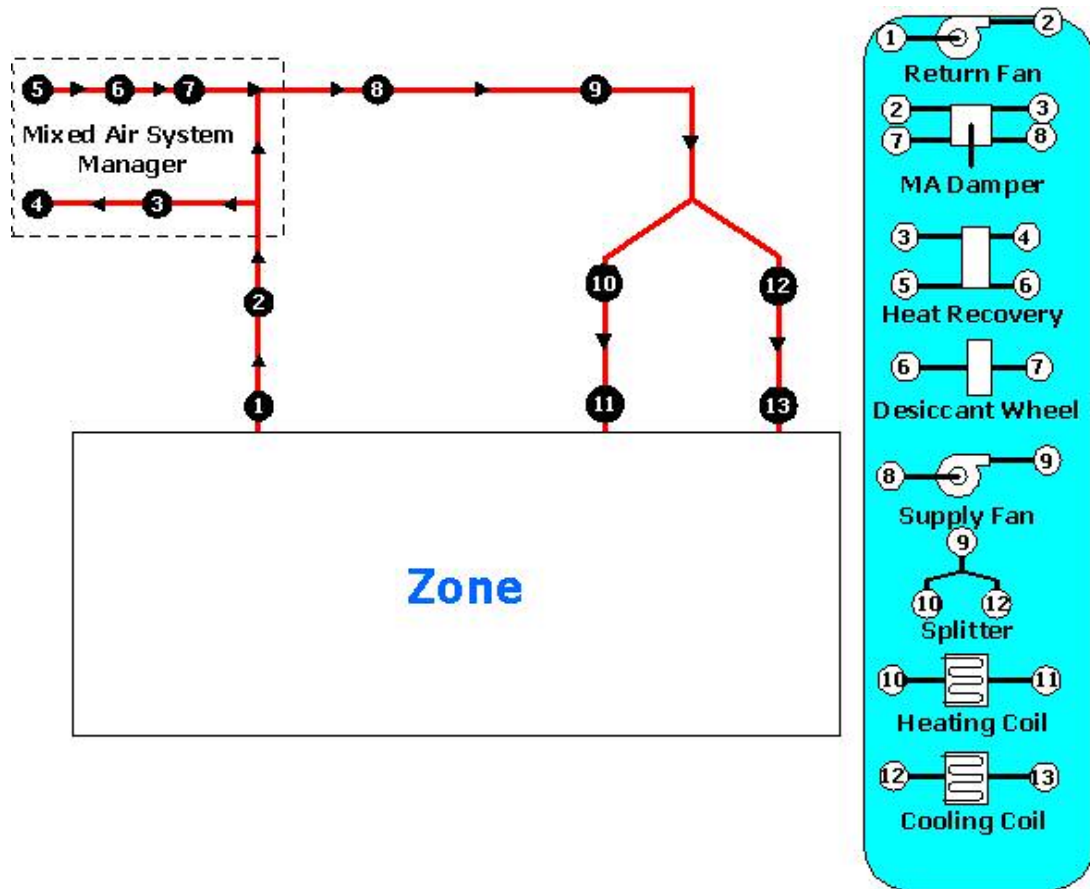 5 6 7 8 9
Mixed Air System
Manager
4 3
2
10 12
1 11 13
Zone
1 2
Return Fan
2 3
7 8
MA Damper
3 4
5 6
Heat Recovery
6 7
Desiccant Wheel
8 9
Supply Fan
9
10 12
Splitter
10 11
Heating Coil
12 13
Cooling Coil